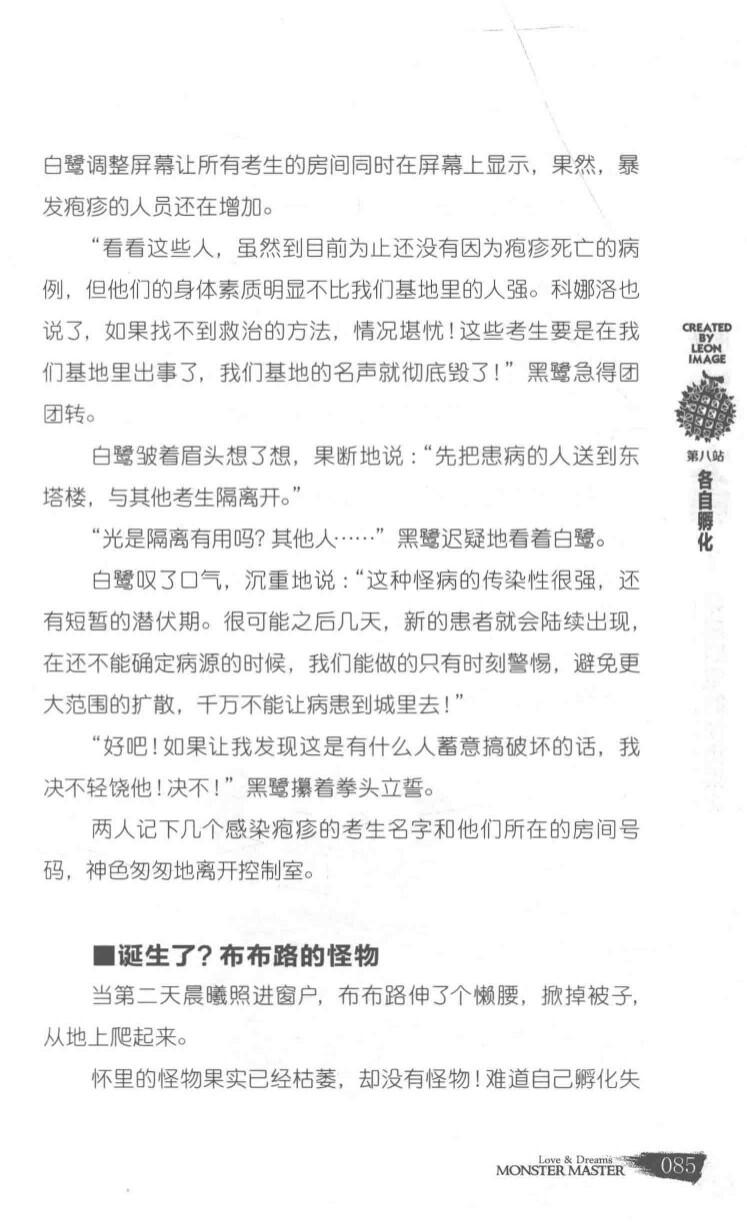 白鹭调整屏幕让所有考生的房间同时在屏幕上显示，果然，暴
发疱疹的人员还在增加。
“看看这些人，虽然到目前为止还没有因为疱疹死亡的病
例，但他们的身体素质明显不比我们基地里的人强。科娜洛也
说了，如果找不到救治的方法，情况堪忧！这些考生要是在我
们基地里出事了，我们基地的名声就彻底毁了！”黑鹭急得团
团转。
白鹭皱着眉头想了想，果断地说：“先把患病的人送到东
塔楼，与其他考生隔离开。”
“光是隔离有用吗？其他人……”黑鹭迟疑地看着白鹭。
白鹭叹了口气，沉重地说：“这种怪病的传染性很强，还
有短暂的潜伏期。很可能之后几天，新的患者就会陆续出现，
在还不能确定病源的时候，我们能做的只有时刻警惕，避免更
大范围的扩散，千万不能让病患到城里去！”
“好吧！如果让我发现这是有什么人蓄意搞破坏的话，我
决不轻饶他！决不！”黑鹭攥着拳头立誓。
两人记下几个感染疱疹的考生名字和他们所在的房间号
码，神色匆匆地离开控制室。
■诞生了？布布路的怪物
当第二天晨曦照进窗户，布布路伸了个懒腰，掀掉被子，
从地上爬起来。
怀里的怪物果实已经枯萎，却没有怪物！难道自己孵化失
CREATED
BY
LEON
IMAGE
第八站
各自孵化
Love & Dreams
MONSTER MASTER
085